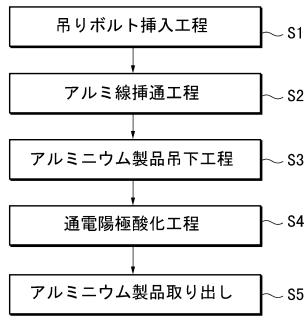 吊りボルト挿入工程 S1
アルミ線挿通工程 S2
アルミニウム製品吊下工程 S3
通電陽極酸化工程 S4
アルミニウム製品取り出し S5